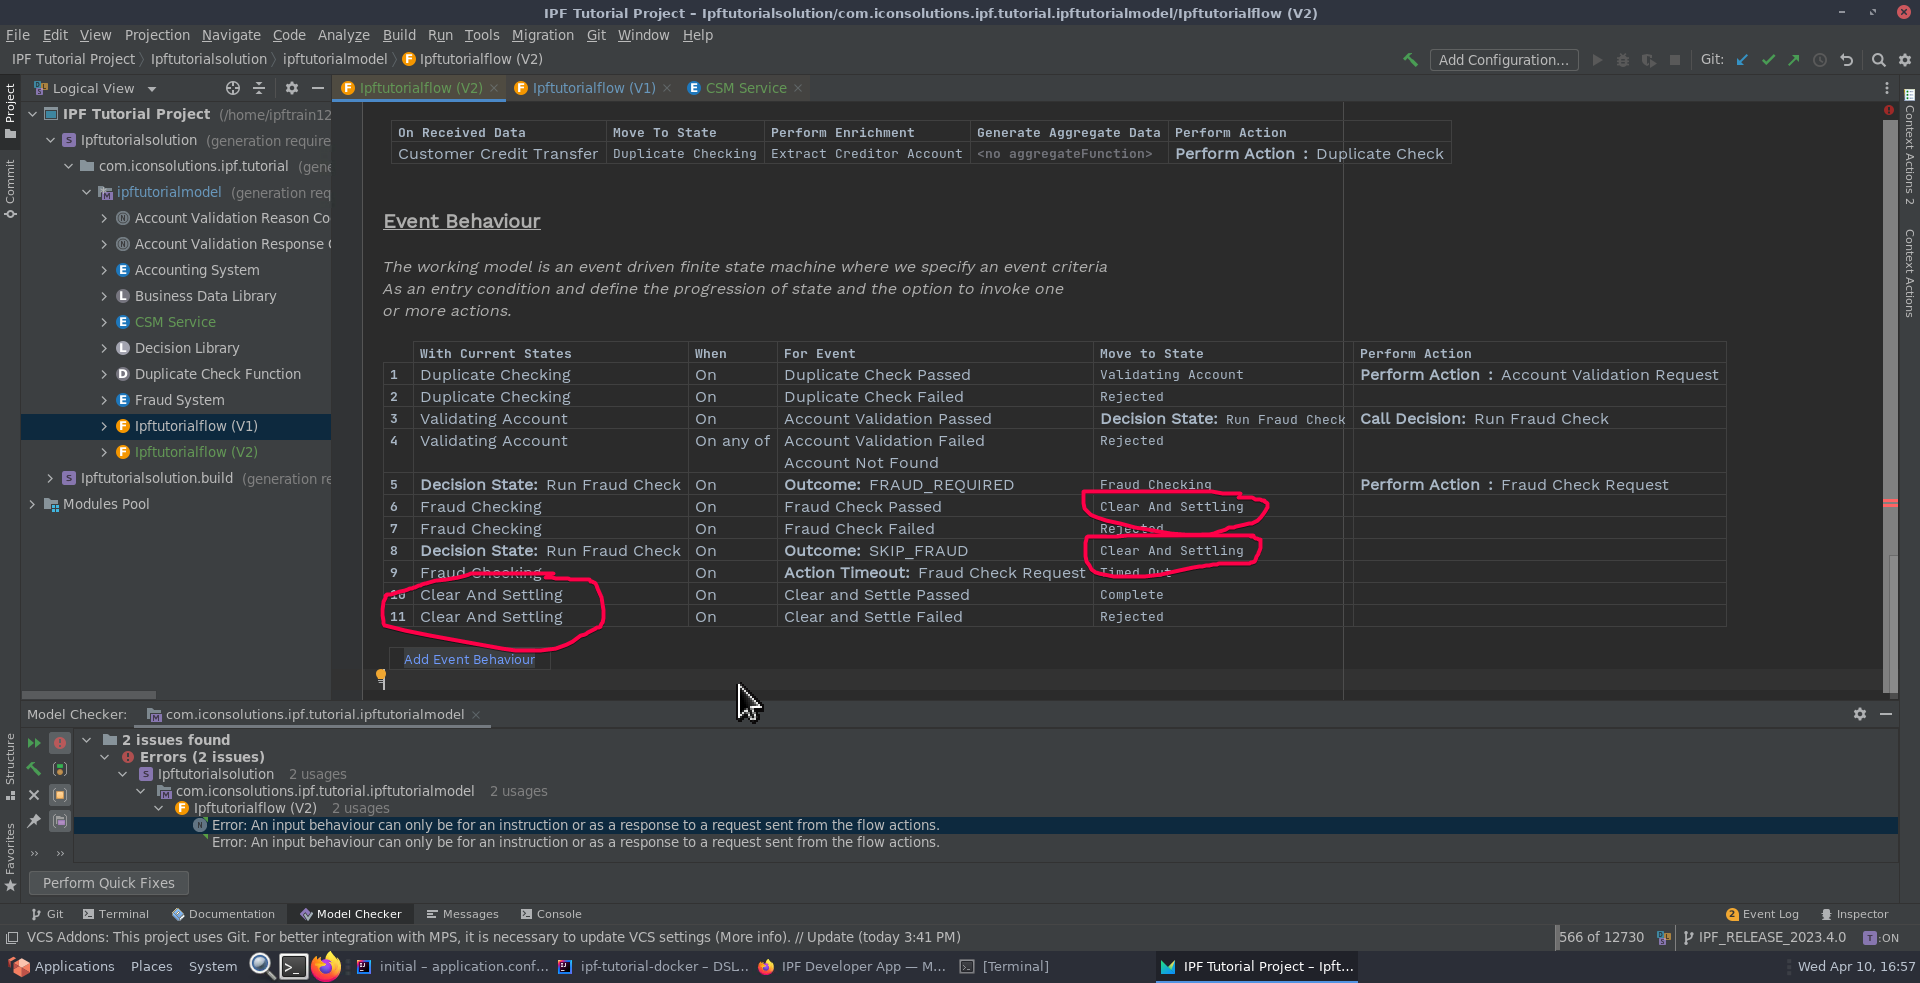 IPF Tutorial Project – Ipftutorialsolution/com.iconsolutions.ipf.tutorial.ipftutorialmodel/Ipftutorialflow (V2)
File Edit View Projection Navigate Code Analyze Build Run Tools Migration Git Window Help
IPF Tutorial Project Ipftutorialsolution ipftutorialmodel Ipftutorialflow (V2) Add Configuration... Git:
Logical View Ipftutorialflow (V2) Ipftutorialflow (V1) CSM Service
Project
Commit
Structure
Favorites
IPF Tutorial Project (/home/ipftrain12
Ipftutorialsolution (generation require
com.iconsolutions.ipf.tutorial (gene
ipftutorialmodel (generation req
Account Validation Reason Co
Account Validation Response
Accounting System
Business Data Library
CSM Service
Decision Library
Duplicate Check Function
Fraud System
Ipftutorialflow (V1)
Ipftutorialflow (V2)
Ipftutorialsolution.build (generation re
Modules Pool
On Received Data Move To State Perform Enrichment Generate Aggregate Data Perform Action
Customer Credit Transfer Duplicate Checking Extract Creditor Account <no aggregateFunction> Perform Action : Duplicate Check
Event Behaviour
The working model is an event driven finite state machine where we specify an event criteria
As an entry condition and define the progression of state and the option to invoke one
or more actions.
With Current States When For Event Move to State Perform Action
1 Duplicate Checking On Duplicate Check Passed Validating Account Perform Action : Account Validation Request
2 Duplicate Checking On Duplicate Check Failed Rejected
3 Validating Account On Account Validation Passed Decision State: Run Fraud Check Call Decision: Run Fraud Check
4 Validating Account On any of Account Validation Failed Rejected
Account Not Found
5 Decision State: Run Fraud Check On Outcome: FRAUD_REQUIRED Fraud Checking Perform Action : Fraud Check Request
6 Fraud Checking On Fraud Check Passed Clear And Settling
7 Fraud Checking On Fraud Check Failed Rejected
8 Decision State: Run Fraud Check On Outcome: SKIP_FRAUD Clear And Settling
9 Fraud Checking On Action Timeout: Fraud Check Request Timed Out
10 Clear And Settling On Clear and Settle Passed Complete
11 Clear And Settling On Clear and Settle Failed Rejected
Add Event Behaviour
Context Actions 2
Context Actions
Model Checker: com.iconsolutions.ipf.tutorial.ipftutorialmodel
2 issues found
Errors (2 issues)
Ipftutorialsolution 2 usages
com.iconsolutions.ipf.tutorial.ipftutorialmodel 2 usages
Ipftutorialflow (V2) 2 usages
Error: An input behaviour can only be for an instruction or as a response to a request sent from the flow actions.
Error: An input behaviour can only be for an instruction or as a response to a request sent from the flow actions.
Perform Quick Fixes
Git Terminal Documentation Model Checker Messages Console 2 Event Log Inspector
VCS Addons: This project uses Git. For better integration with MPS, it is necessary to update VCS settings (More info). // Update (today 3:41 PM) 566 of 12730 IPF_RELEASE_2023.4.0 T :ON
Applications Places System initial – application.conf... ipf-tutorial-docker – DSL... IPF Developer App — M... [Terminal] IPF Tutorial Project – Ipft... Wed Apr 10, 16:57